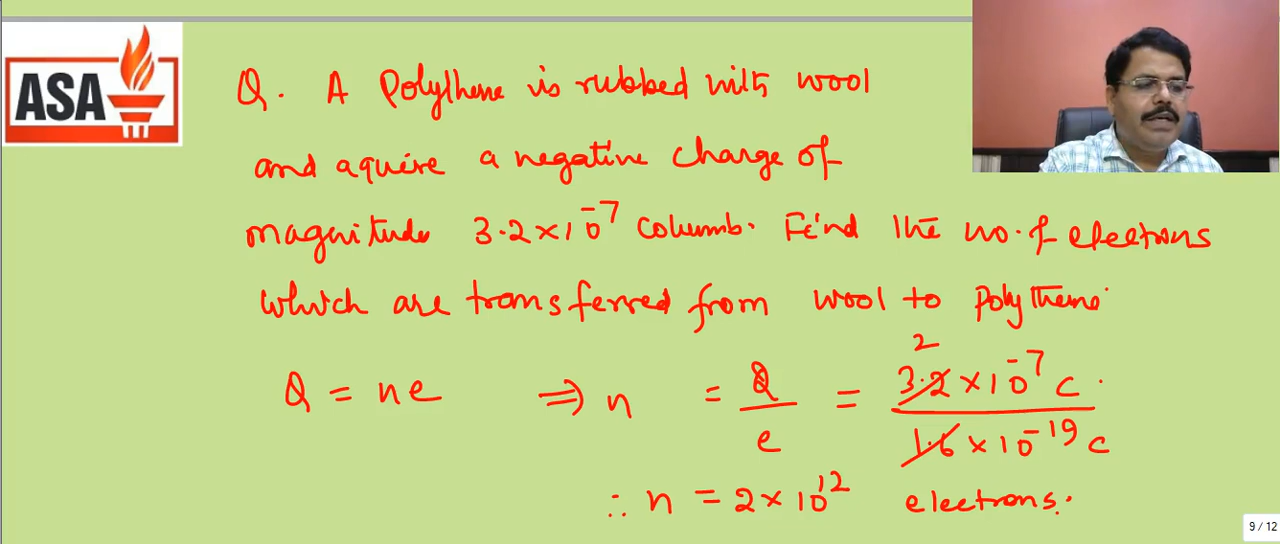 ASA
Q. A Polythene is rubbed with wool
and aquire a negative charge of
magnitude 3.2×10⁻⁷ Columb. Find the no. of electrons
which are transferred from wool to Polythene
Q = ne ⇒ n = Q/e = 3.2×10⁻⁷ C / 1.6×10⁻¹⁹ C
2
∴ n = 2×10¹² electrons.
9 / 12